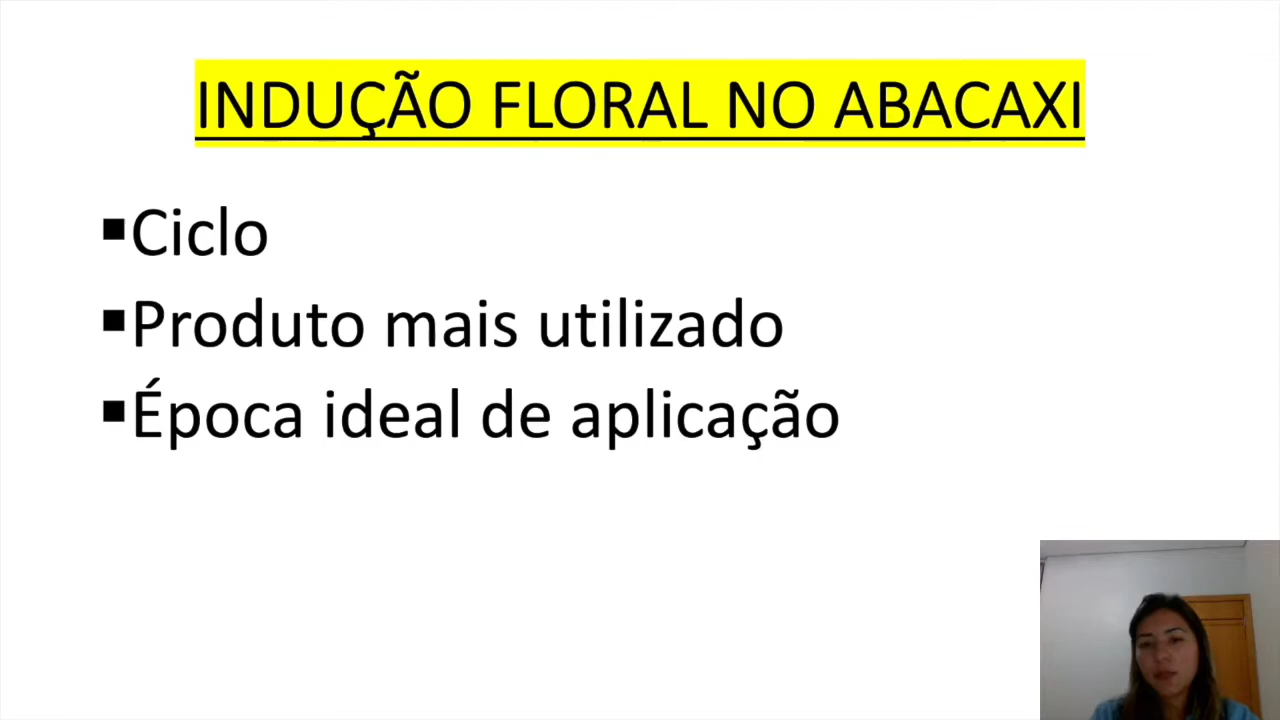 INDUÇÃO FLORAL NO ABACAXI
▪Ciclo
▪Produto mais utilizado
▪Época ideal de aplicação